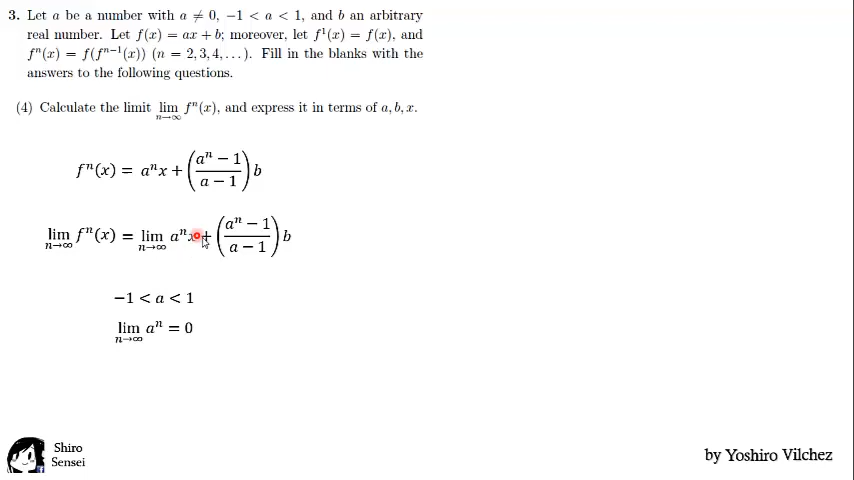 3. Let a be a number with a ≠ 0, −1 < a < 1, and b an arbitrary
real number. Let f(x) = ax + b; moreover, let f¹(x) = f(x), and
fⁿ(x) = f(fⁿ⁻¹(x)) (n = 2, 3, 4, . . . ). Fill in the blanks with the
answers to the following questions.
(4) Calculate the limit lim n→∞ fⁿ(x), and express it in terms of a, b, x.
fⁿ(x) = aⁿx + ((aⁿ − 1)/(a − 1)) b
lim n→∞ fⁿ(x) = lim n→∞ aⁿx + ((aⁿ − 1)/(a − 1)) b
−1 < a < 1
lim n→∞ aⁿ = 0
Shiro
Sensei
by Yoshiro Vilchez